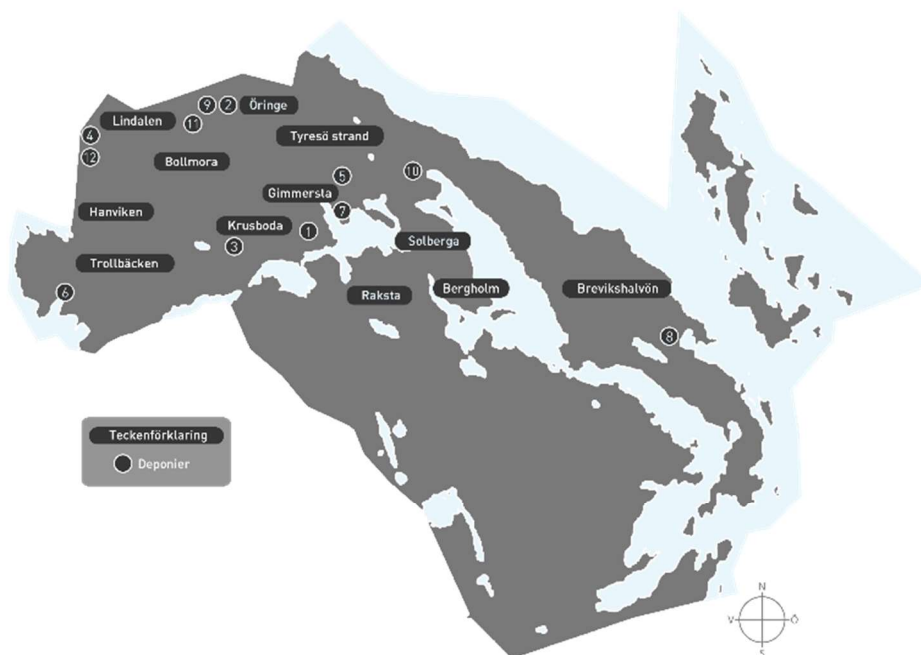 9
2
Öringe
Lindalen
11
4
Tyresö strand
12
Bollmora
10
5
Gimmersta
Hanviken
7
Krusboda
1
3
Solberga
Trollbäcken
6
Raksta
Bergholm
Brevikshalvön
8
Teckenförklaring
Deponier
N
V
Ö
S